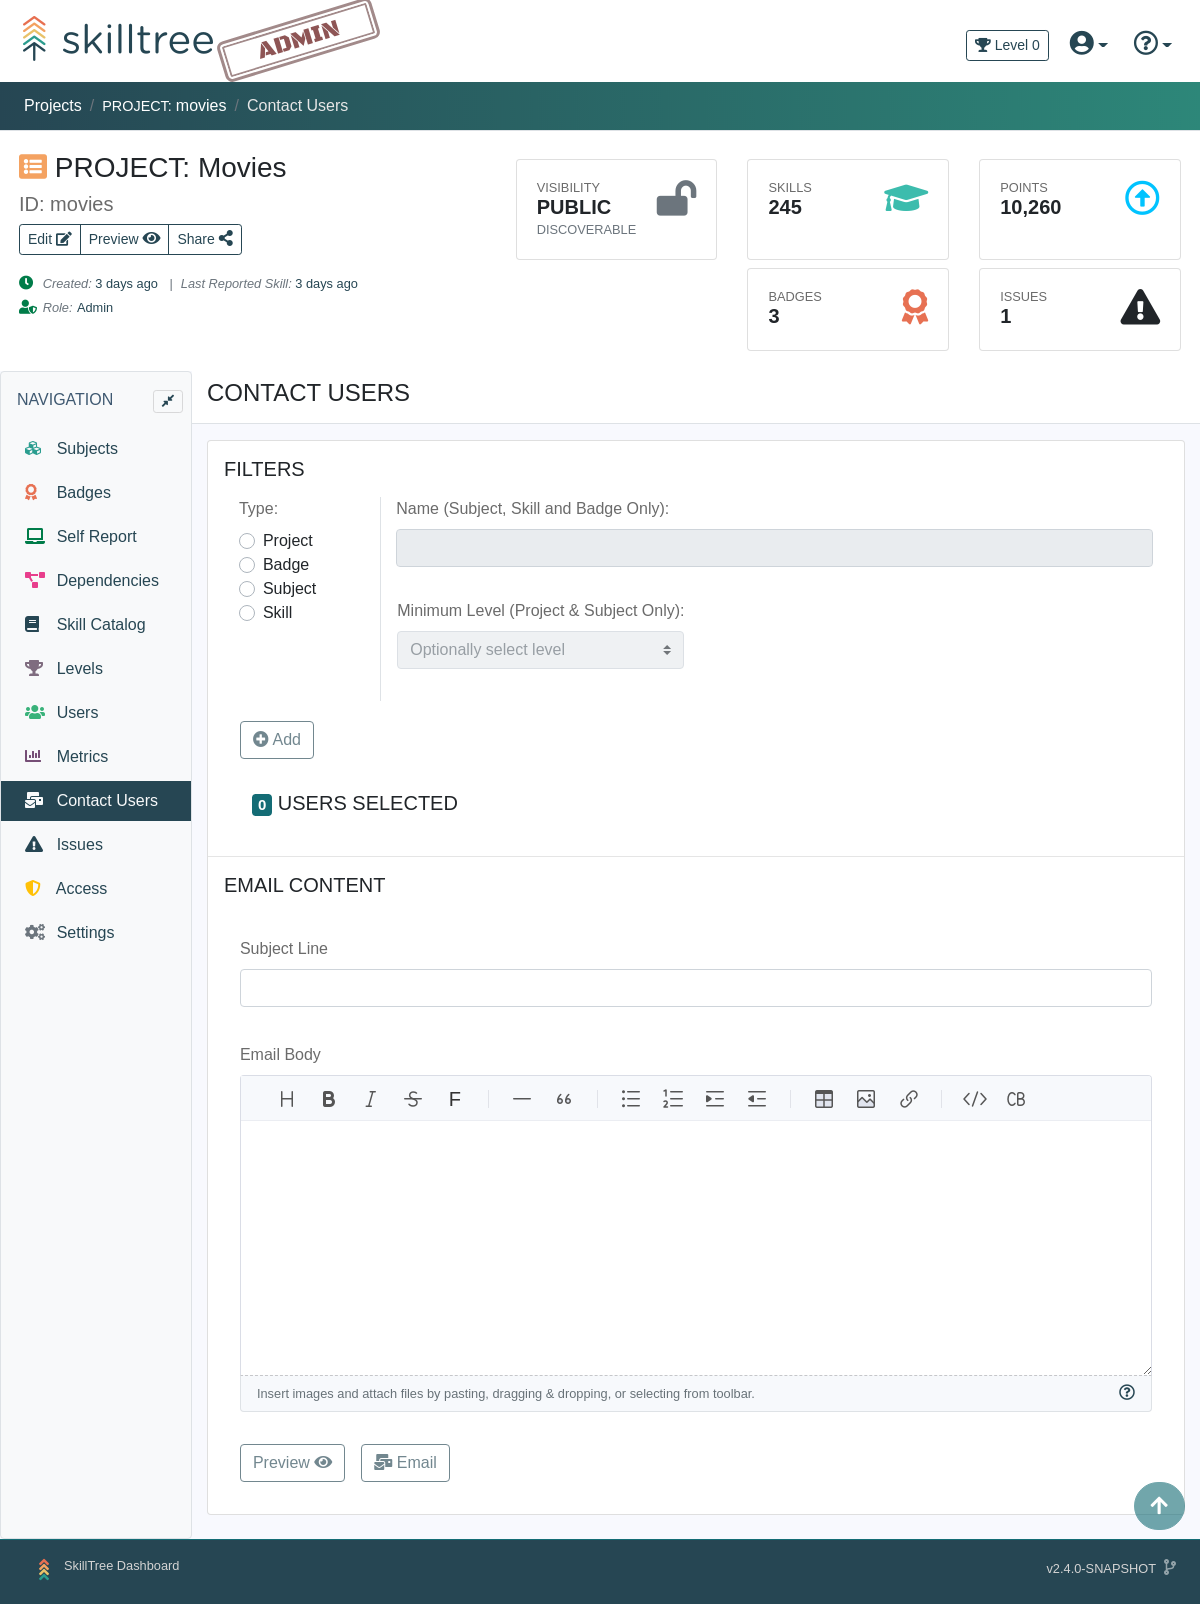 skilltree
ADMIN
Level 0
Projects / PROJECT: movies / Contact Users
PROJECT: Movies
ID: movies
Edit Preview Share
Created: 3 days ago | Last Reported Skill: 3 days ago
Role: Admin
VISIBILITY
PUBLIC
DISCOVERABLE
SKILLS
245
POINTS
10,260
BADGES
3
ISSUES
1
NAVIGATION
Subjects
Badges
Self Report
Dependencies
Skill Catalog
Levels
Users
Metrics
Contact Users
Issues
Access
Settings
CONTACT USERS
FILTERS
Type:
Project
Badge
Subject
Skill
Name (Subject, Skill and Badge Only):
Minimum Level (Project & Subject Only):
Optionally select level
Add
0 USERS SELECTED
EMAIL CONTENT
Subject Line
Email Body
H B I S F “ </> CB
Insert images and attach files by pasting, dragging & dropping, or selecting from toolbar.
Preview Email
SkillTree Dashboard
v2.4.0-SNAPSHOT